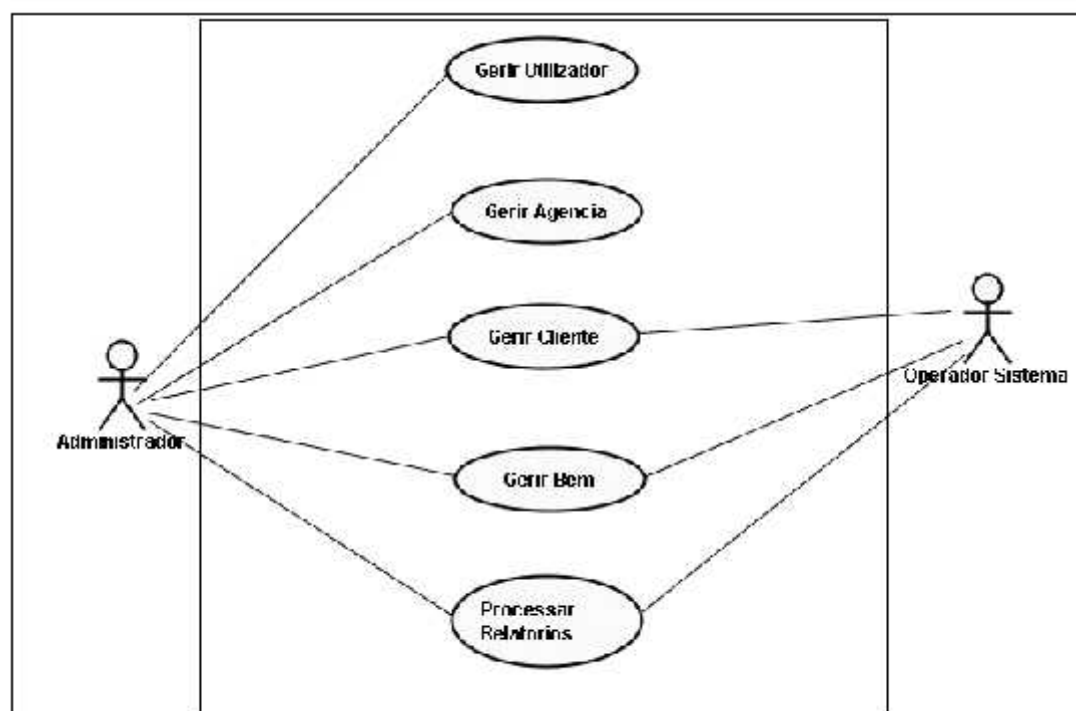 Gerir Utilizador
Gerir Agencia
Gerir Cliente
Operador Sistema
Administrador
Gerir Bem
Processar
Relatorios